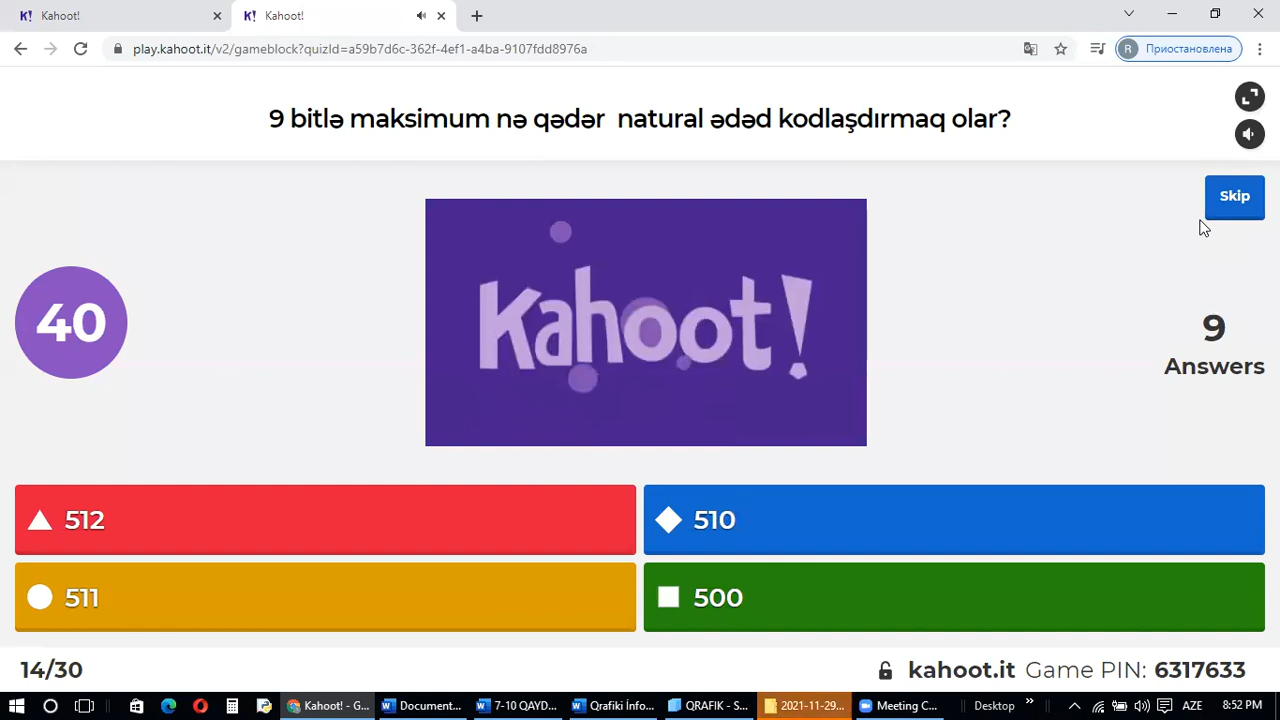 Kahoot!
Kahoot!
play.kahoot.it/v2/gameblock?quizId=a59b7d6c-362f-4ef1-a4ba-9107fdd8976a
R Приостановлена
9 bitlə maksimum nə qədər natural ədəd kodlaşdırmaq olar?
Skip
40
Kahoot!
9
Answers
512
510
511
500
14/30
kahoot.it Game PIN: 6317633
Kahoot! - G...
Document...
7-10 QAYD...
Qrafiki İnfo...
QRAFIK - S...
2021-11-29...
Meeting C...
Desktop
»
AZE
8:52 PM